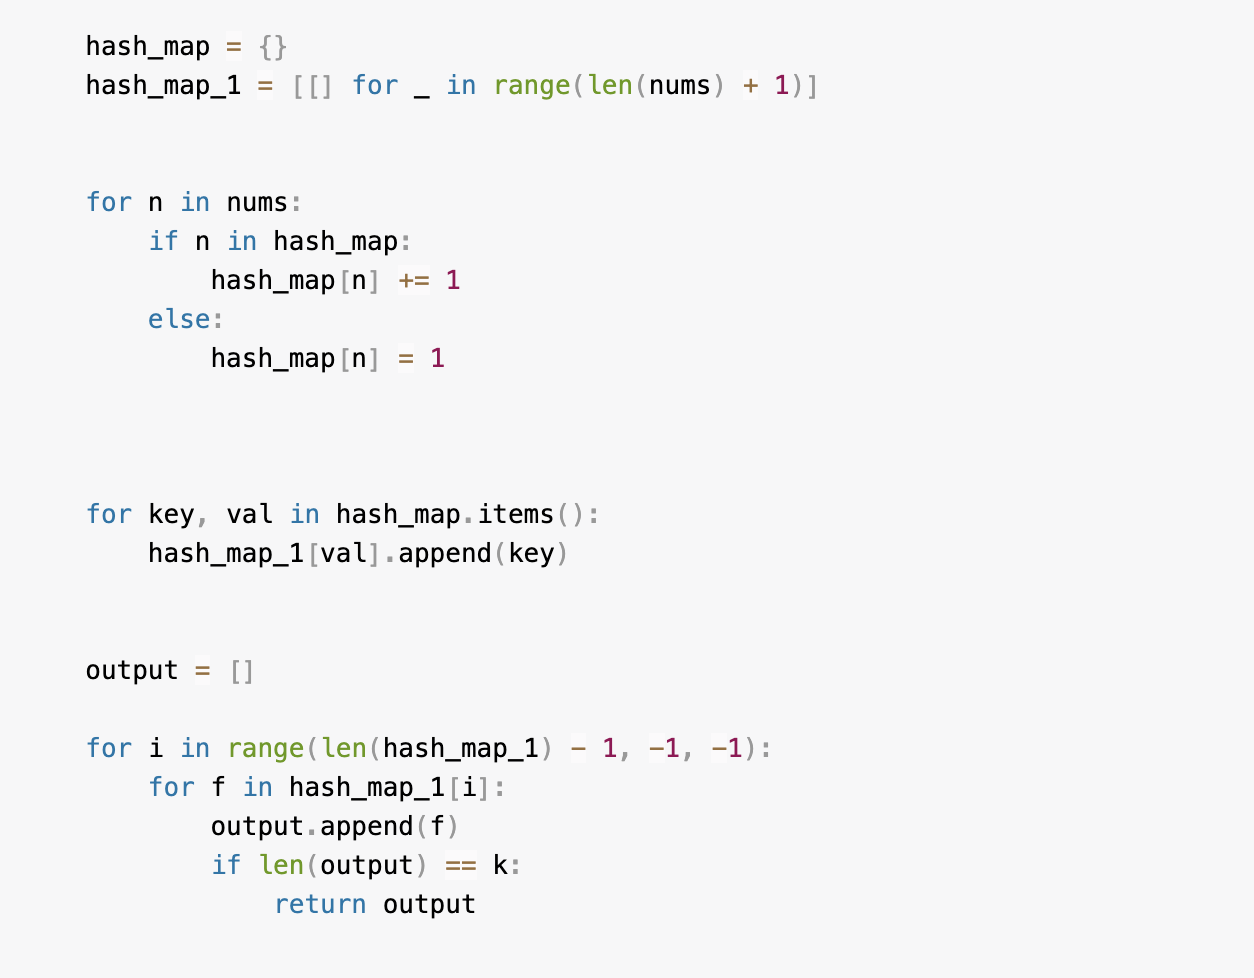 hash_map = {}
hash_map_1 = [[] for _ in range(len(nums) + 1)]
for n in nums:
    if n in hash_map:
        hash_map[n] += 1
    else:
        hash_map[n] = 1
for key, val in hash_map.items():
    hash_map_1[val].append(key)
output = []
for i in range(len(hash_map_1) - 1, -1, -1):
    for f in hash_map_1[i]:
        output.append(f)
        if len(output) == k:
            return output